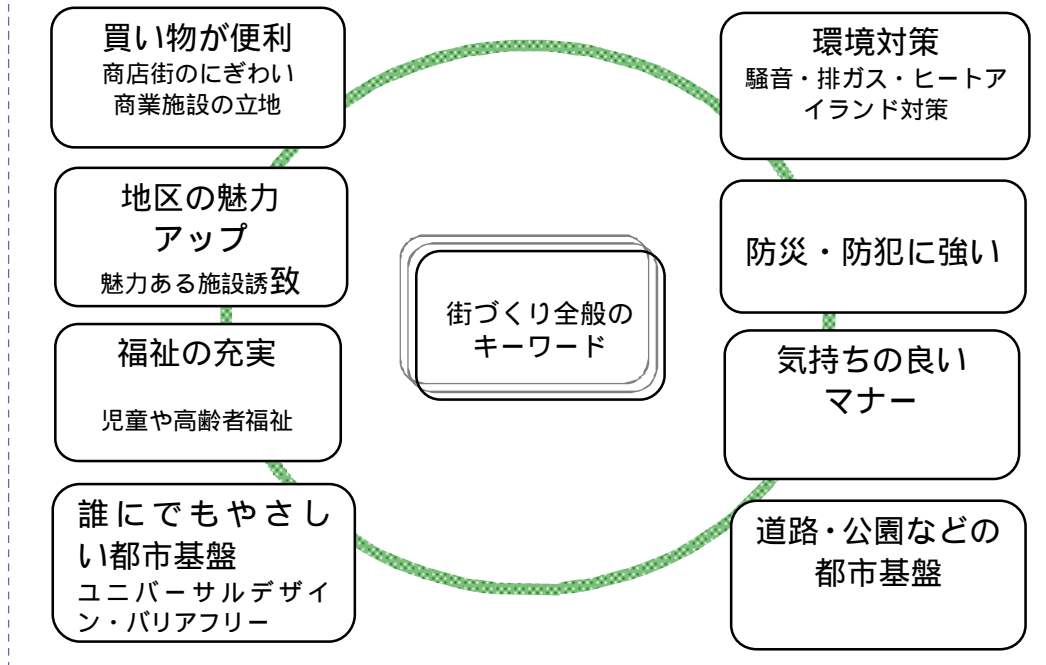 買い物が便利
商店街のにぎわい
商業施設の立地
地区の魅力
アップ
魅力ある施設誘致
福祉の充実
児童や高齢者福祉
誰にでもやさし
い都市基盤
ユニバーサルデザイ
ン・バリアフリー
街づくり全般の
キーワード
環境対策
騒音・排ガス・ヒートア
イランド対策
防災・防犯に強い
気持ちの良い
マナー
道路・公園などの
都市基盤